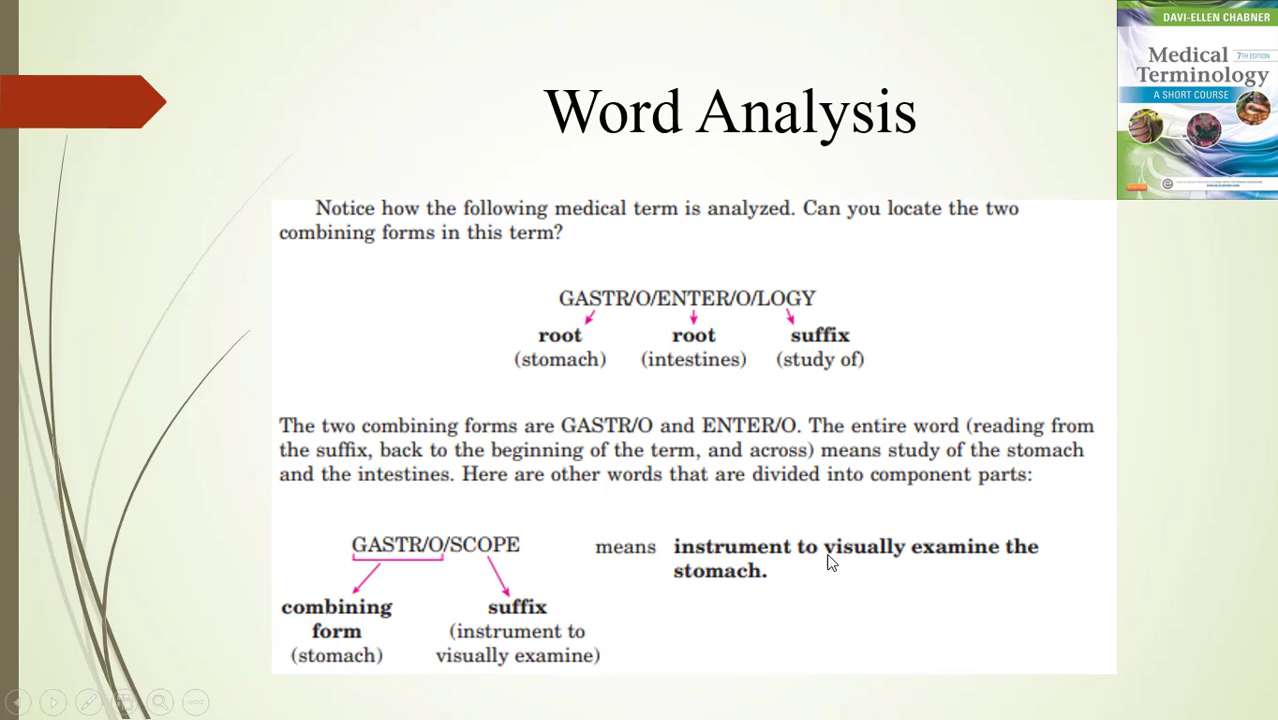 DAVI-ELLEN CHABNER
Medical 7TH EDITION
Terminology
A SHORT COURSE
Word Analysis
Notice how the following medical term is analyzed. Can you locate the two
combining forms in this term?
GASTR/O/ENTER/O/LOGY
root root suffix
(stomach) (intestines) (study of)
The two combining forms are GASTR/O and ENTER/O. The entire word (reading from
the suffix, back to the beginning of the term, and across) means study of the stomach
and the intestines. Here are other words that are divided into component parts:
GASTR/O/SCOPE means instrument to visually examine the
stomach.
combining suffix
form (instrument to
(stomach) visually examine)